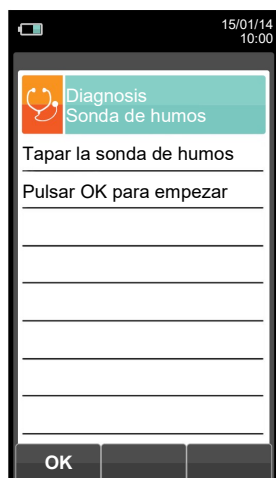 15/01/14
10:00
Diagnosis
Sonda de humos
Tapar la sonda de humos
Pulsar OK para empezar
OK